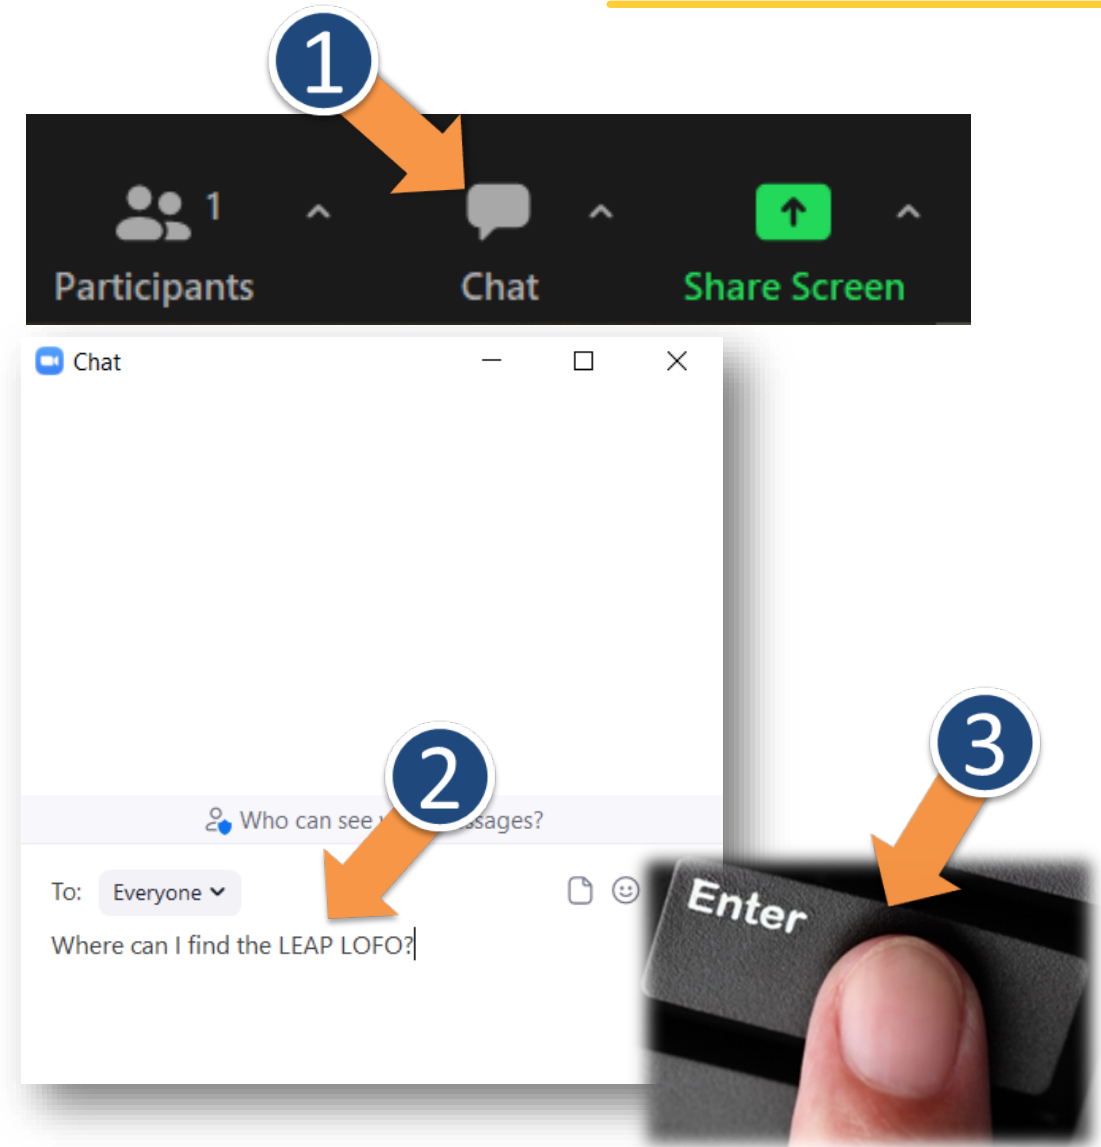 1
1
Participants
Chat
Share Screen
Chat
2
Who can see ssages?
To: Everyone
Where can I find the LEAP LOFO?
3
Enter